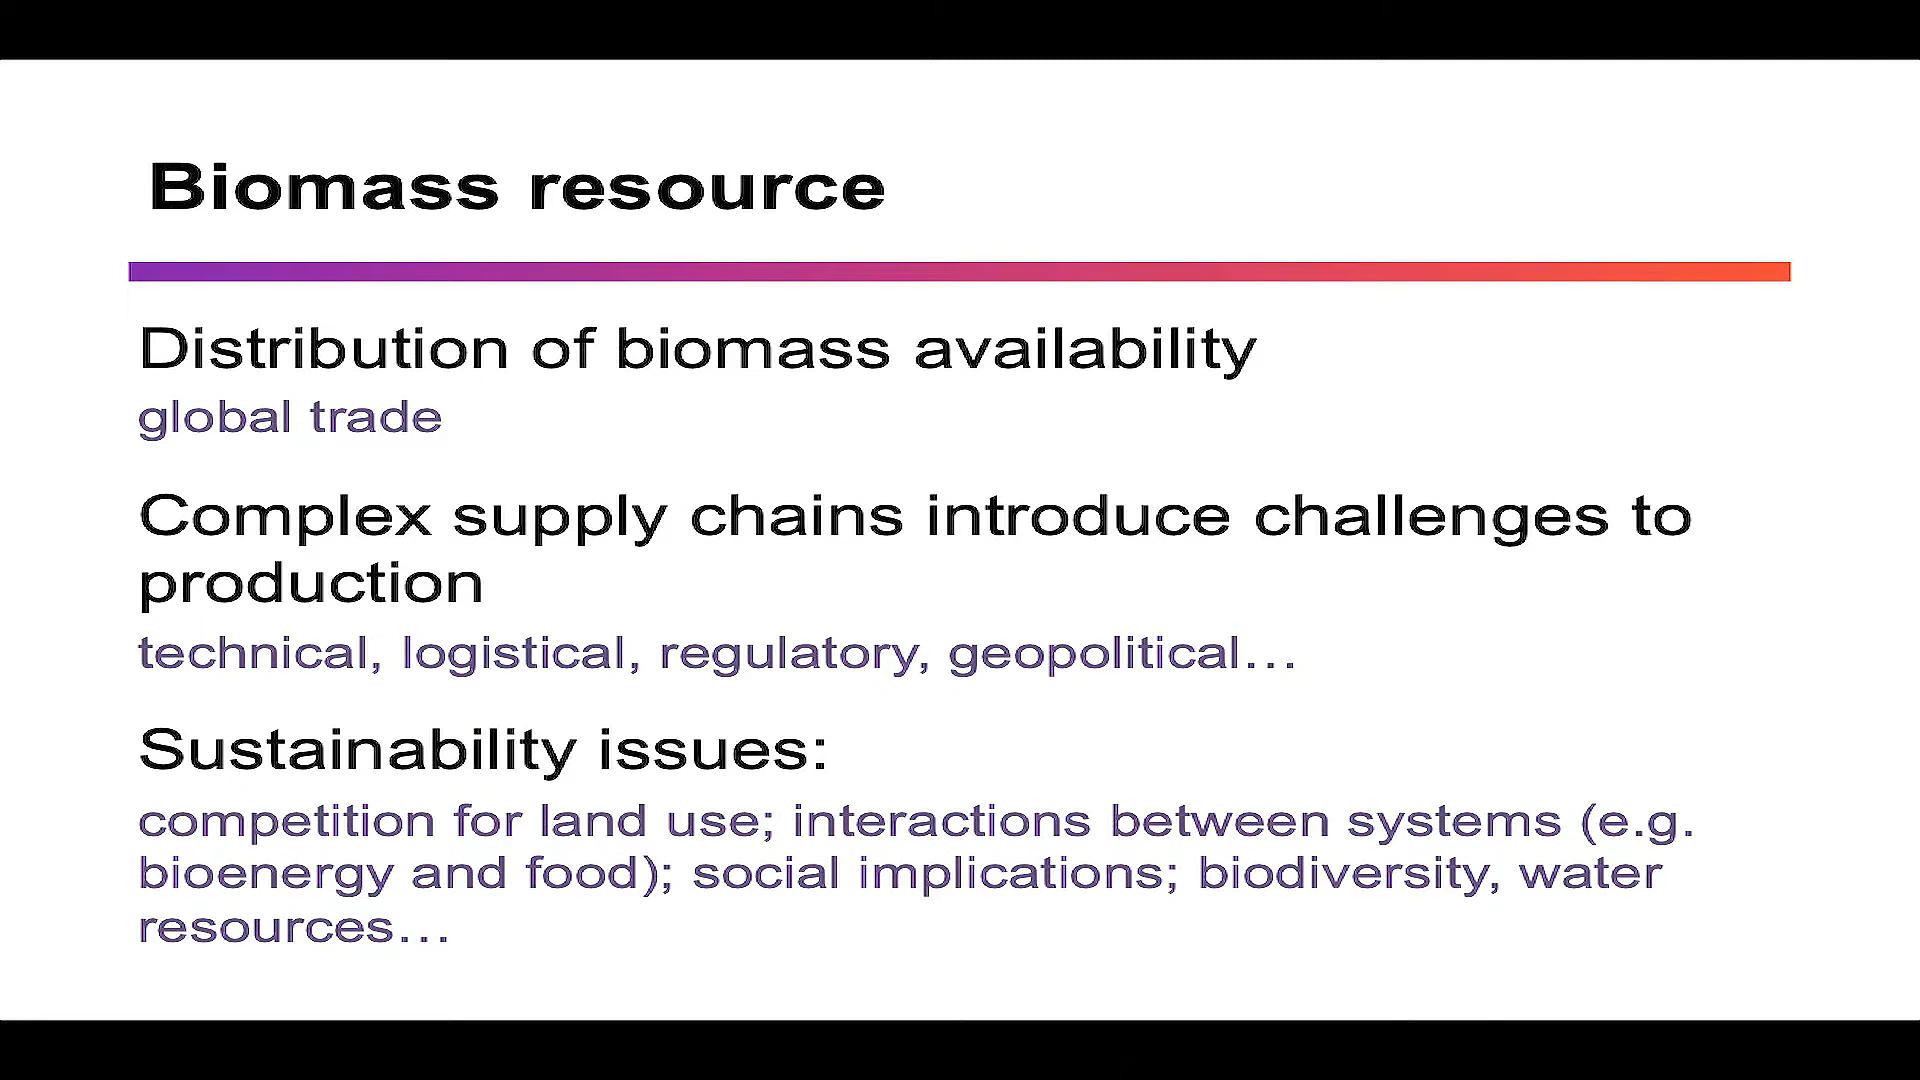 Biomass resource
Distribution of biomass availability
global trade
Complex supply chains introduce challenges to
production
technical, logistical, regulatory, geopolitical…
Sustainability issues:
competition for land use; interactions between systems (e.g.
bioenergy and food); social implications; biodiversity, water
resources…